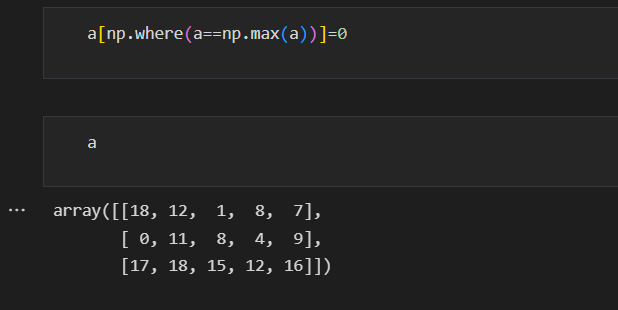 a[np.where(a==np.max(a))]=0
a
array([[18, 12,  1,  8,  7],
       [ 0, 11,  8,  4,  9],
       [17, 18, 15, 12, 16]])